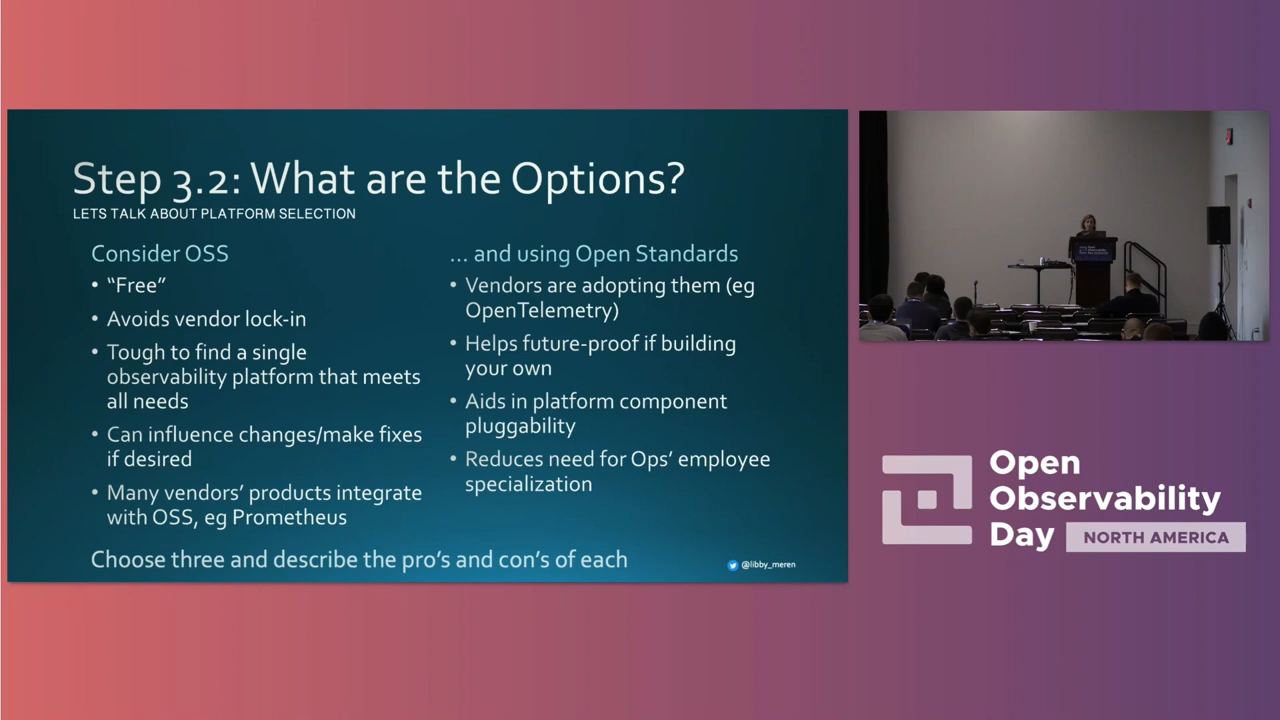 Step 3.2: What are the Options?
LETS TALK ABOUT PLATFORM SELECTION
Consider OSS
• “Free”
• Avoids vendor lock-in
• Tough to find a single
observability platform that meets
all needs
• Can influence changes/make fixes
if desired
• Many vendors’ products integrate
with OSS, eg Prometheus
... and using Open Standards
• Vendors are adopting them (eg
OpenTelemetry)
• Helps future-proof if building
your own
• Aids in platform component
pluggability
• Reduces need for Ops’ employee
specialization
Choose three and describe the pro’s and con’s of each
@libby_meren
Open
Observability
Day
NORTH AMERICA